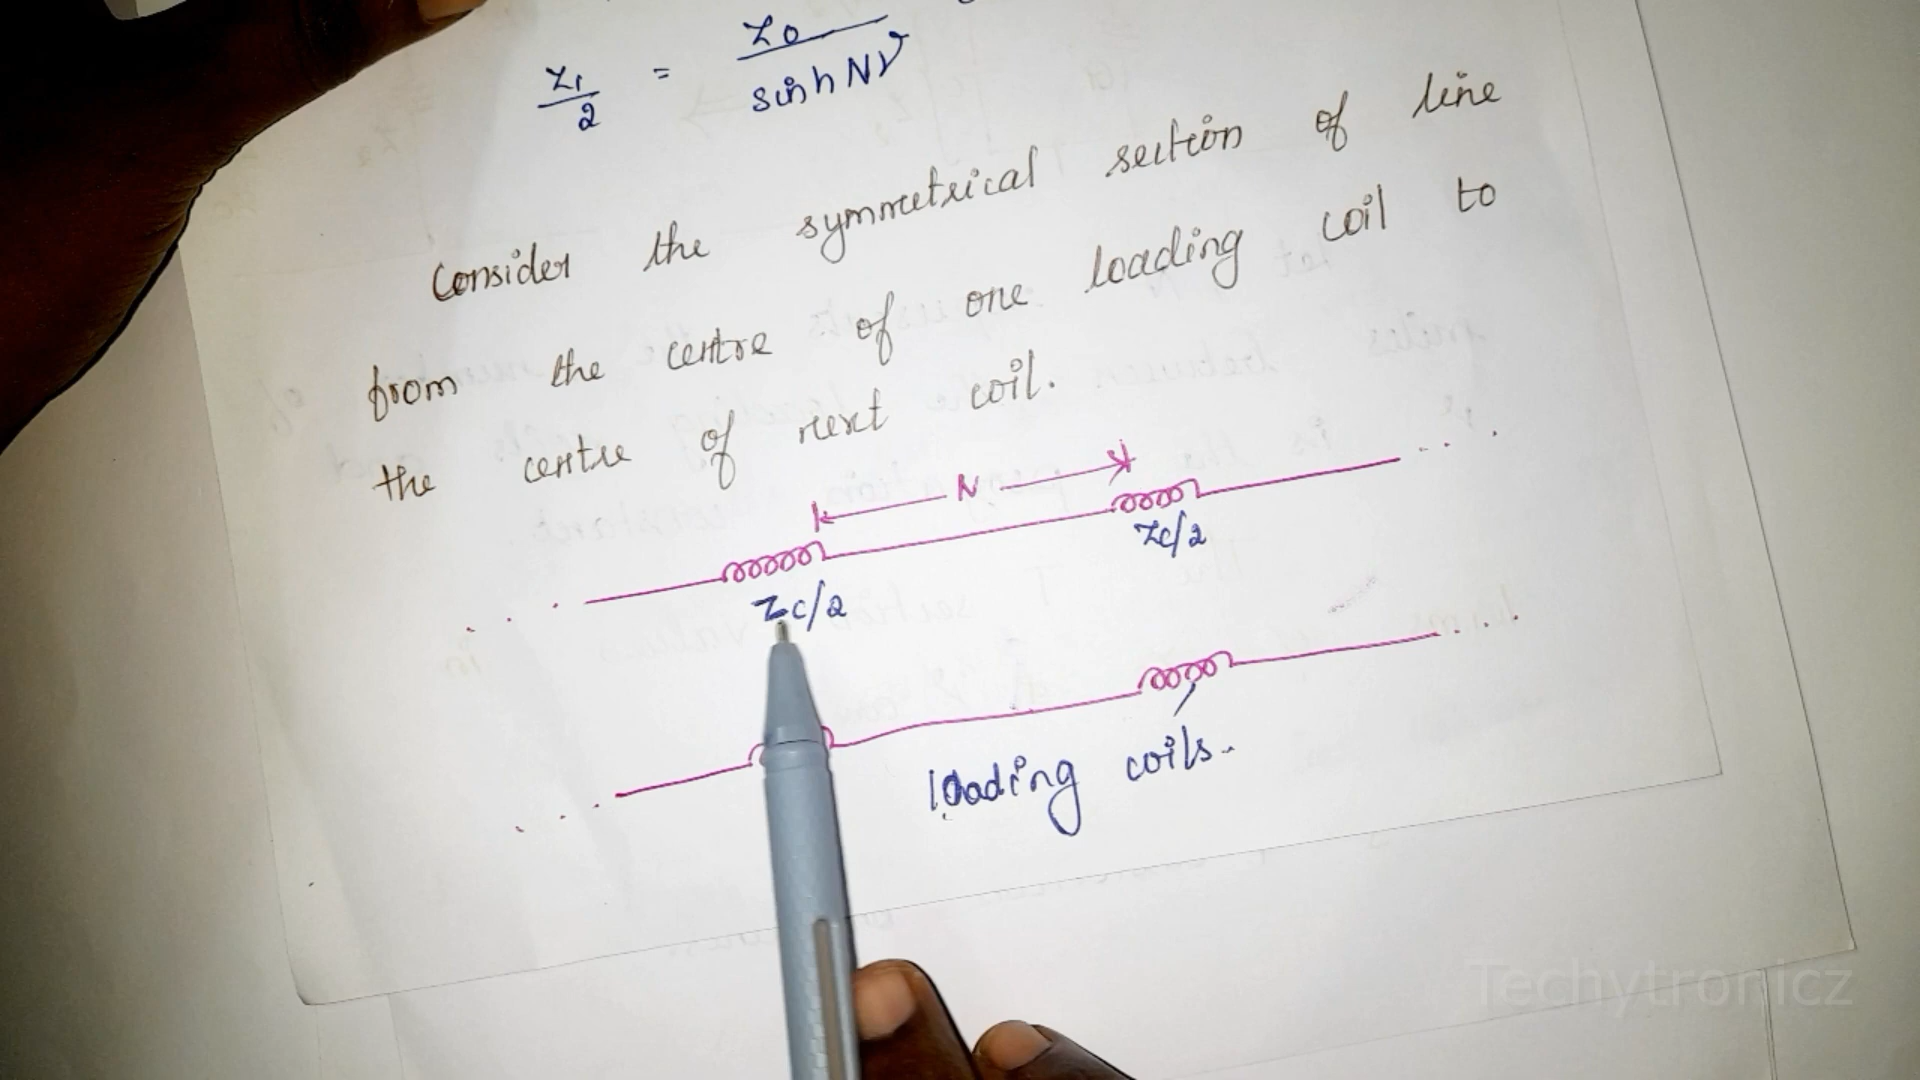 Z1/2 = Z0/sinh Nγ
Consider the symmetrical section of line
from the centre of one loading coil to
the centre of next coil.
N
Zc/2
Zc/2
loading coils.
Techytronicz